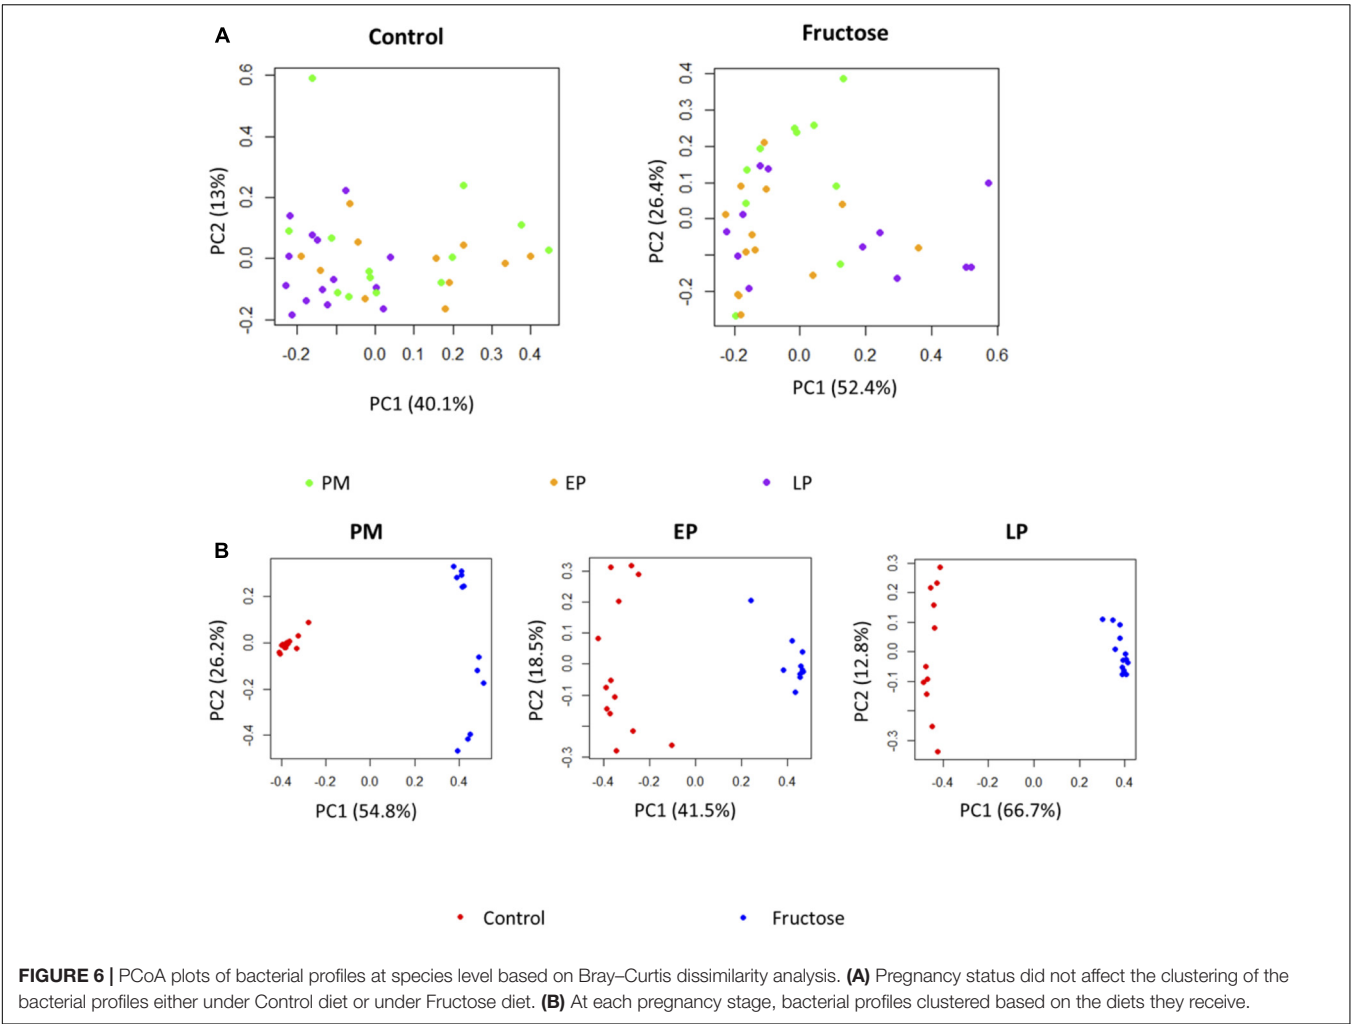 A
Control
Fructose
PC2 (13%)
0.6
0.4
0.2
0.0
-0.2
-0.2 0.0 0.1 0.2 0.3 0.4
PC1 (40.1%)
PC2 (26.4%)
0.4
0.3
0.2
0.1
0.0
-0.2
-0.2 0.0 0.2 0.4 0.6
PC1 (52.4%)
PM EP LP
B
PM
EP
LP
PC2 (26.2%)
0.2
0.0
-0.2
-0.4
-0.4 -0.2 0.0 0.2 0.4
PC1 (54.8%)
PC2 (18.5%)
0.3
0.2
0.1
0.0
-0.1
-0.3
-0.4 -0.2 0.0 0.2 0.4
PC1 (41.5%)
PC2 (12.8%)
0.3
0.2
0.1
0.0
-0.1
-0.3
-0.4 -0.2 0.0 0.2 0.4
PC1 (66.7%)
Control Fructose
FIGURE 6 | PCoA plots of bacterial profiles at species level based on Bray–Curtis dissimilarity analysis. (A) Pregnancy status did not affect the clustering of the
bacterial profiles either under Control diet or under Fructose diet. (B) At each pregnancy stage, bacterial profiles clustered based on the diets they receive.